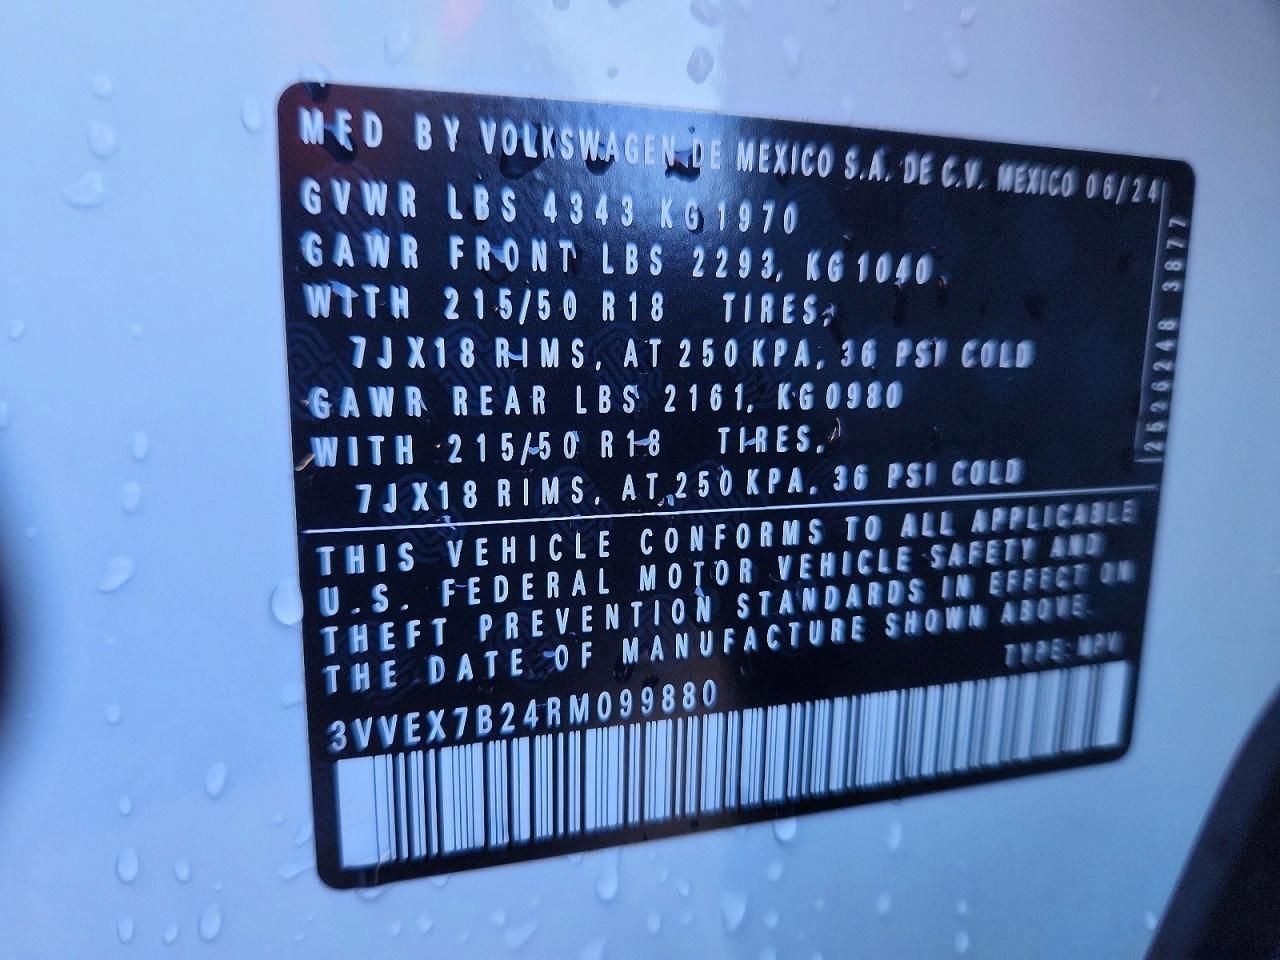 MFD BY VOLKSWAGEN DE MEXICO S.A. DE C.V. MEXICO 06/24
GVWR LBS 4343 KG 1970
GAWR FRONT LBS 2293, KG 1040,
WITH 215/50 R18 TIRES,
7JX18 RIMS, AT 250 KPA, 36 PSI COLD
GAWR REAR LBS 2161, KG 0980
WITH 215/50 R18 TIRES,
7JX18 RIMS, AT 250 KPA, 36 PSI COLD
2526248 3877
THIS VEHICLE CONFORMS TO ALL APPLICABLE
U.S. FEDERAL MOTOR VEHICLE SAFETY AND
THEFT PREVENTION STANDARDS IN EFFECT ON
THE DATE OF MANUFACTURE SHOWN ABOVE.
TYPE: MPV
3VVEX7B24RM099880